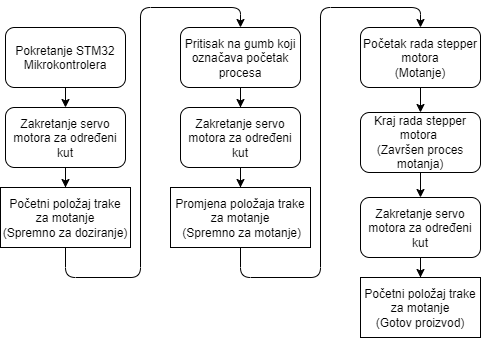 Pokretanje STM32
Mikrokontrolera
Zakretanje servo
motora za određeni
kut
Početni položaj trake
za motanje
(Spremno za doziranje)
Pritisak na gumb koji
označava početak
procesa
Zakretanje servo
motora za određeni
kut
Promjena položaja trake
za motanje
(Spremno za motanje)
Početak rada stepper
motora
(Motanje)
Kraj rada stepper
motora
(Završen proces
motanja)
Zakretanje servo
motora za određeni
kut
Početni položaj trake
za motanje
(Gotov proizvod)